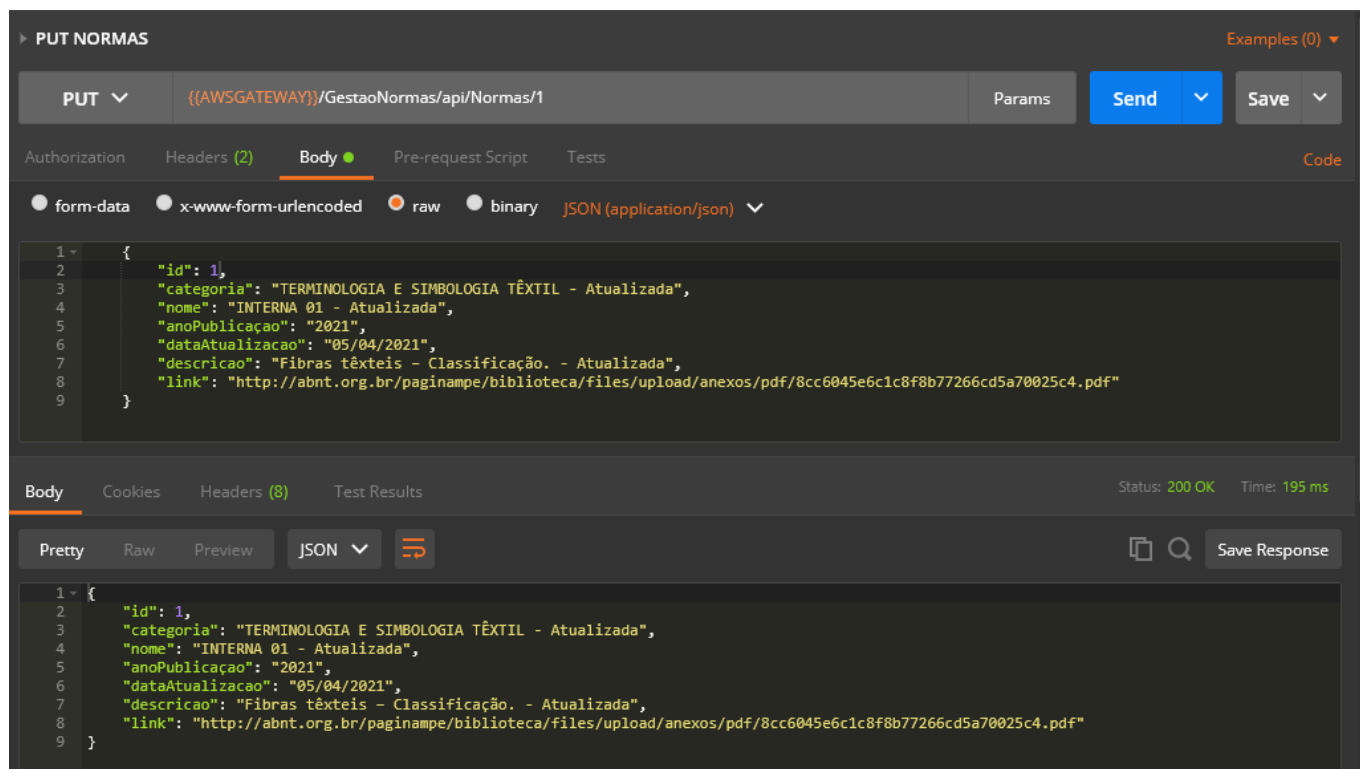 PUT NORMAS Examples (0)
PUT {{AWSGATEWAY}}/GestaoNormas/api/Normas/1 Params Send Save
Authorization Headers (2) Body Pre-request Script Tests Code
form-data x-www-form-urlencoded raw binary JSON (application/json)
1 {
2 "id": 1,
3 "categoria": "TERMINOLOGIA E SIMBOLOGIA TÊXTIL - Atualizada",
4 "nome": "INTERNA 01 - Atualizada",
5 "anoPublicaçao": "2021",
6 "dataAtualizacao": "05/04/2021",
7 "descricao": "Fibras têxteis – Classificação. - Atualizada",
8 "link": "http://abnt.org.br/paginampe/biblioteca/files/upload/anexos/pdf/8cc6045e6c1c8f8b77266cd5a70025c4.pdf"
9 }
Body Cookies Headers (8) Test Results Status: 200 OK Time: 195 ms
Pretty Raw Preview JSON Save Response
1 {
2 "id": 1,
3 "categoria": "TERMINOLOGIA E SIMBOLOGIA TÊXTIL - Atualizada",
4 "nome": "INTERNA 01 - Atualizada",
5 "anoPublicaçao": "2021",
6 "dataAtualizacao": "05/04/2021",
7 "descricao": "Fibras têxteis – Classificação. - Atualizada",
8 "link": "http://abnt.org.br/paginampe/biblioteca/files/upload/anexos/pdf/8cc6045e6c1c8f8b77266cd5a70025c4.pdf"
9 }